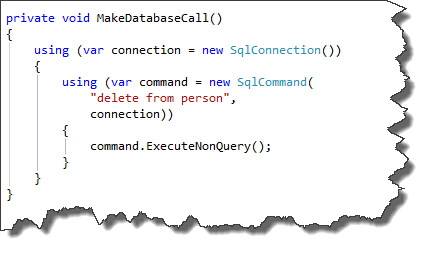 private void MakeDatabaseCall()
{
    using (var connection = new SqlConnection())
    {
        using (var command = new SqlCommand(
            "delete from person",
            connection))
        {
            command.ExecuteNonQuery();
        }
    }
}